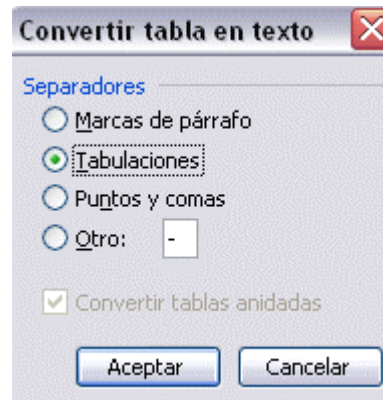 Convertir tabla en texto
Separadores
Marcas de párrafo
Tabulaciones
Puntos y comas
Otro: -
Convertir tablas anidadas
Aceptar Cancelar